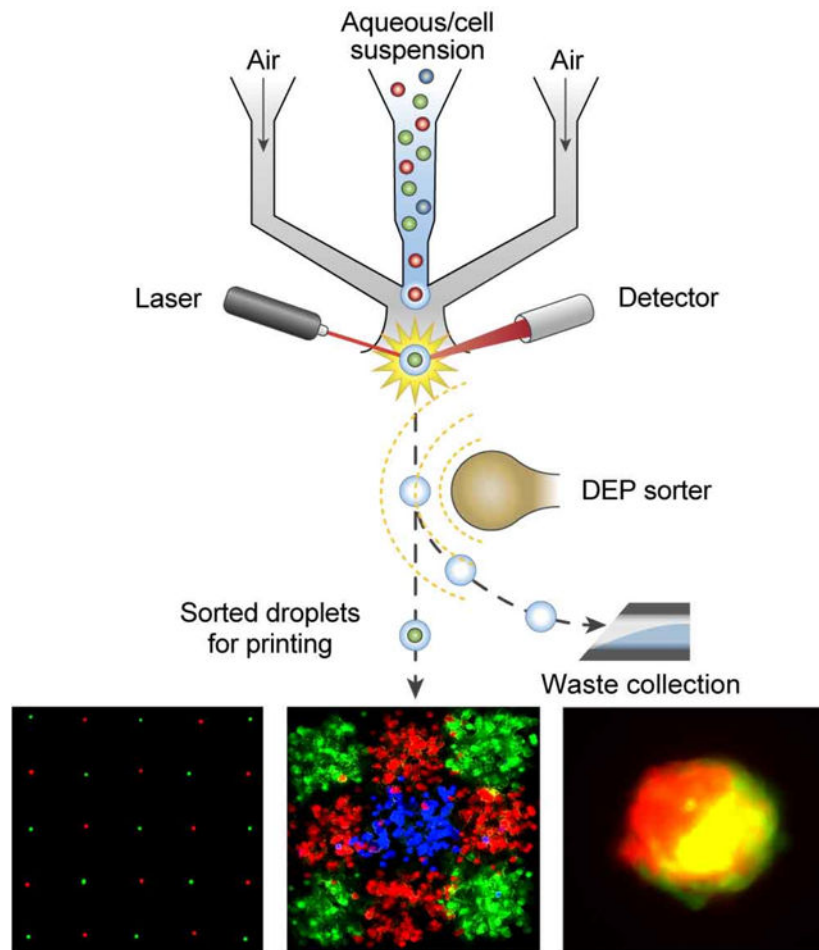 Aqueous/cell
suspension
Air
Air
Laser
Detector
DEP sorter
Sorted droplets
for printing
Waste collection